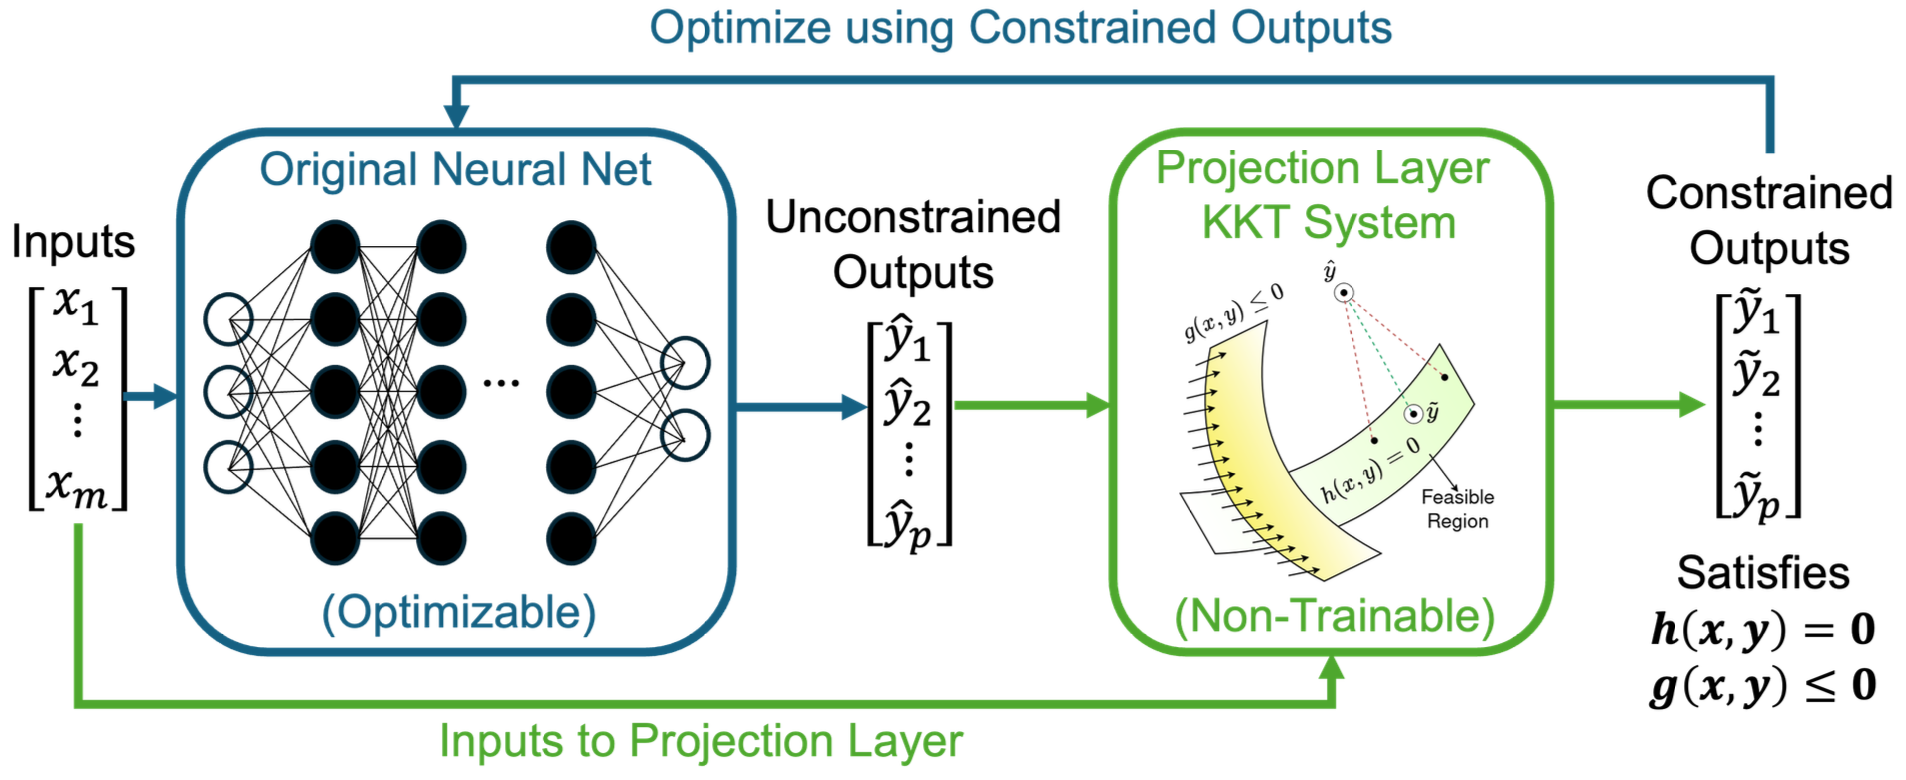 Optimize using Constrained Outputs
Inputs
x₁
x₂
⋮
xₘ
Original Neural Net
...
(Optimizable)
Unconstrained
Outputs
ŷ₁
ŷ₂
⋮
ŷₚ
Projection Layer
KKT System
ŷ
g(x, y) ≤ 0
ỹ
h(x, y) = 0
Feasible
Region
(Non-Trainable)
Constrained
Outputs
ỹ₁
ỹ₂
⋮
ỹₚ
Satisfies
h(x, y) = 0
g(x, y) ≤ 0
Inputs to Projection Layer